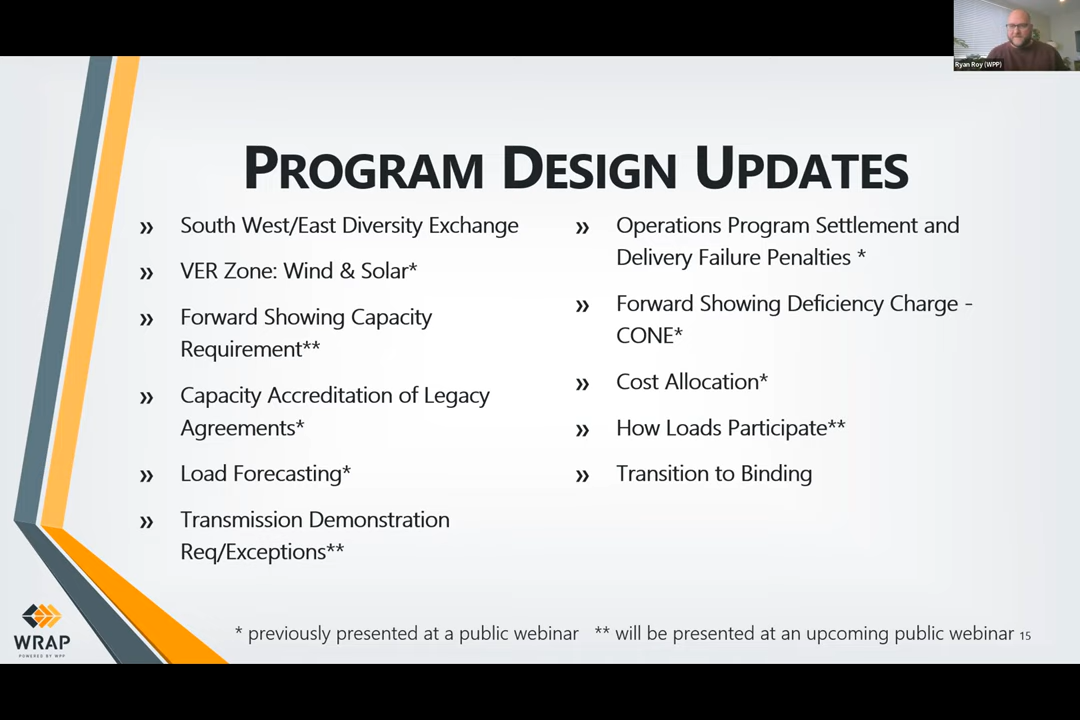 Ryan Roy (WPP)
PROGRAM DESIGN UPDATES
» South West/East Diversity Exchange
» VER Zone: Wind & Solar*
» Forward Showing Capacity
Requirement**
» Capacity Accreditation of Legacy
Agreements*
» Load Forecasting*
» Transmission Demonstration
Req/Exceptions**
» Operations Program Settlement and
Delivery Failure Penalties *
» Forward Showing Deficiency Charge -
CONE*
» Cost Allocation*
» How Loads Participate**
» Transition to Binding
* previously presented at a public webinar ** will be presented at an upcoming public webinar 15
WRAP
POWERED BY WPP